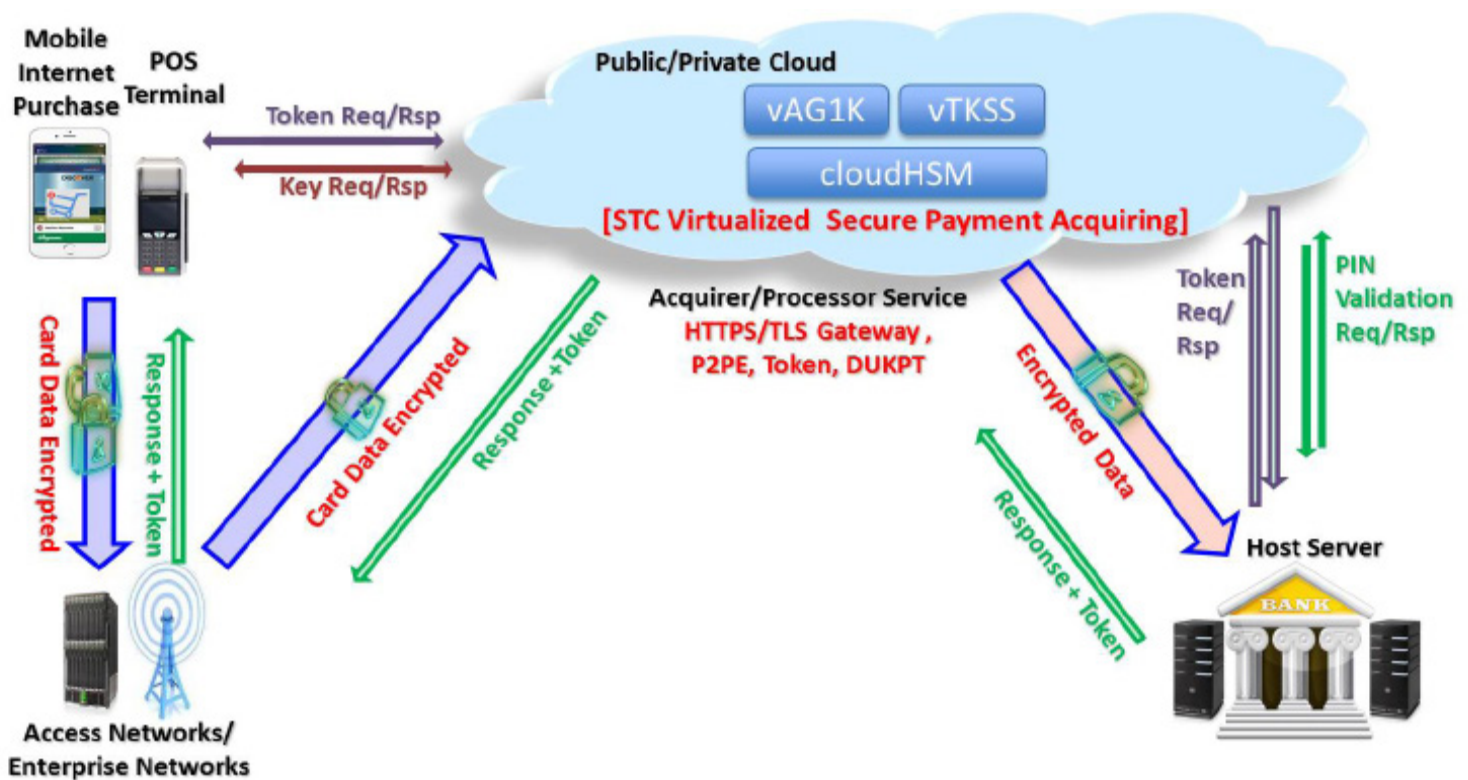 Mobile
Internet
Purchase
POS
Terminal
Token Req/Rsp
Key Req/Rsp
Public/Private Cloud
vAG1K
vTKSS
cloudHSM
[STC Virtualized Secure Payment Acquiring]
Acquirer/Processor Service
HTTPS/TLS Gateway ,
P2PE, Token, DUKPT
Card Data Encrypted
Response + Token
Card Data Encrypted
Response +Token
Encrypted Data
Response + Token
Token
Req/
Rsp
PIN
Validation
Req/Rsp
Host Server
BANK
Access Networks/
Enterprise Networks